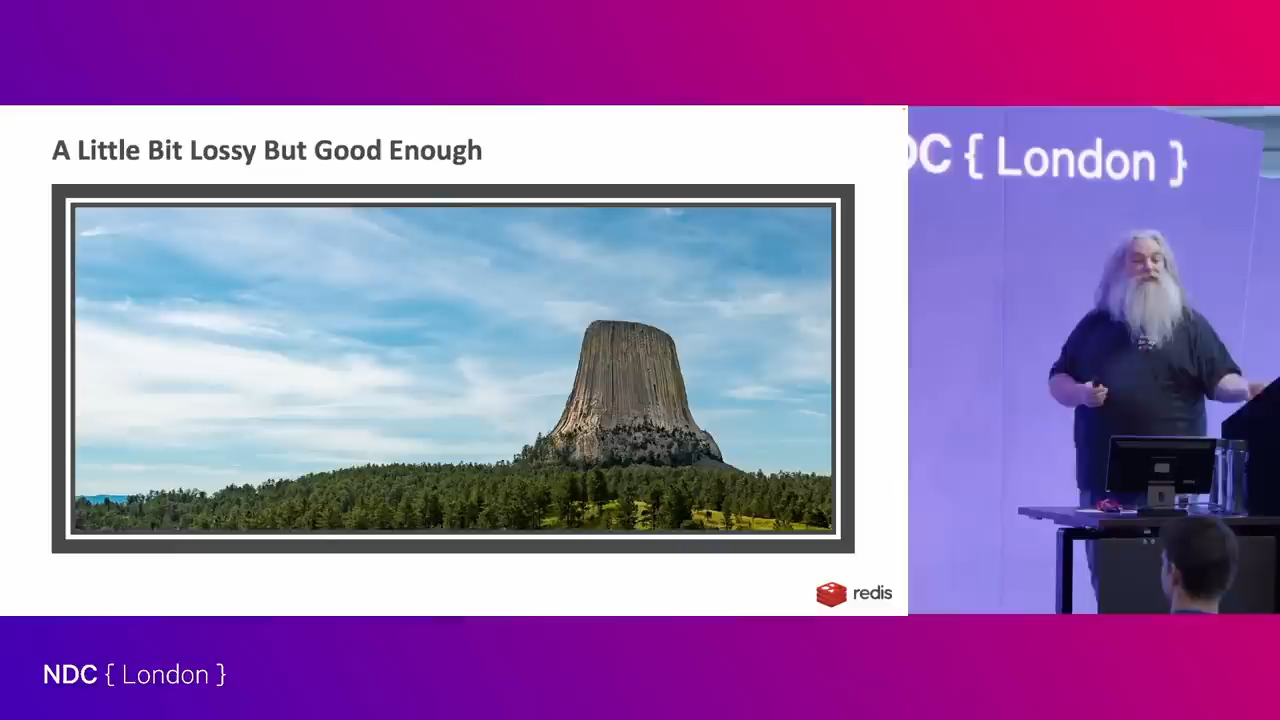 A Little Bit Lossy But Good Enough
redis
DC { London }
NDC { London }